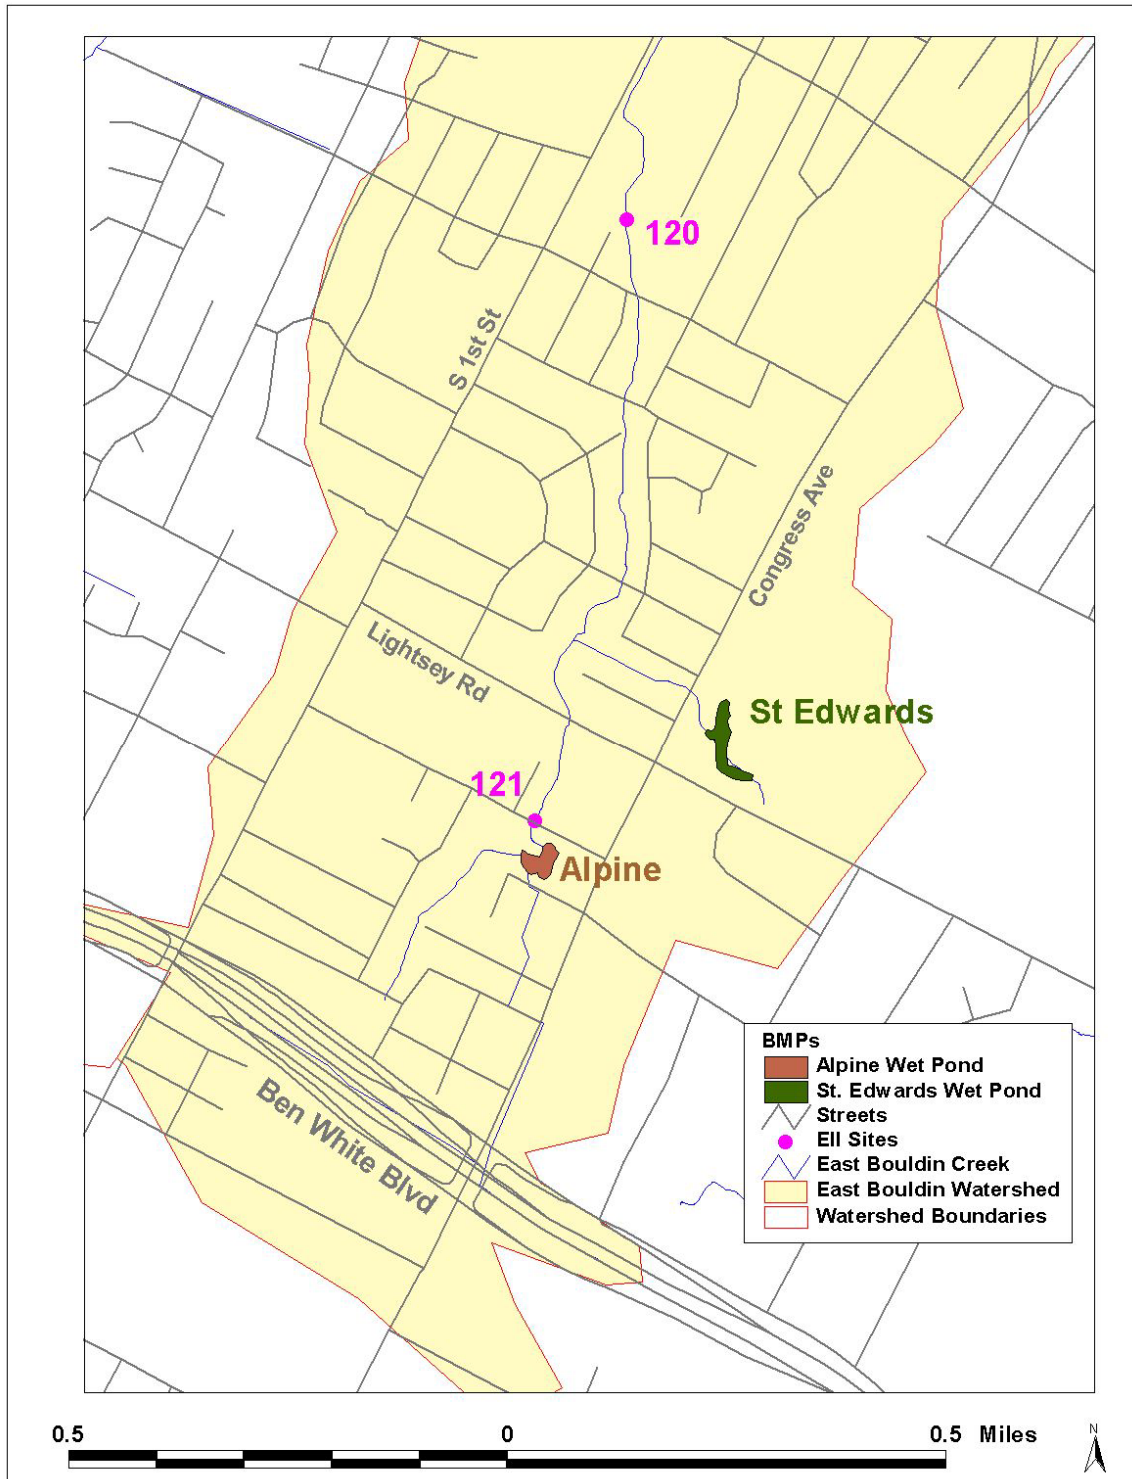 120
S 1st St
Congress Ave
Lightsey Rd
St Edwards
121
Alpine
Ben White Blvd
BMPs
Alpine Wet Pond
St. Edwards Wet Pond
Streets
EII Sites
East Bouldin Creek
East Bouldin Watershed
Watershed Boundaries
0.5 0 0.5 Miles
N